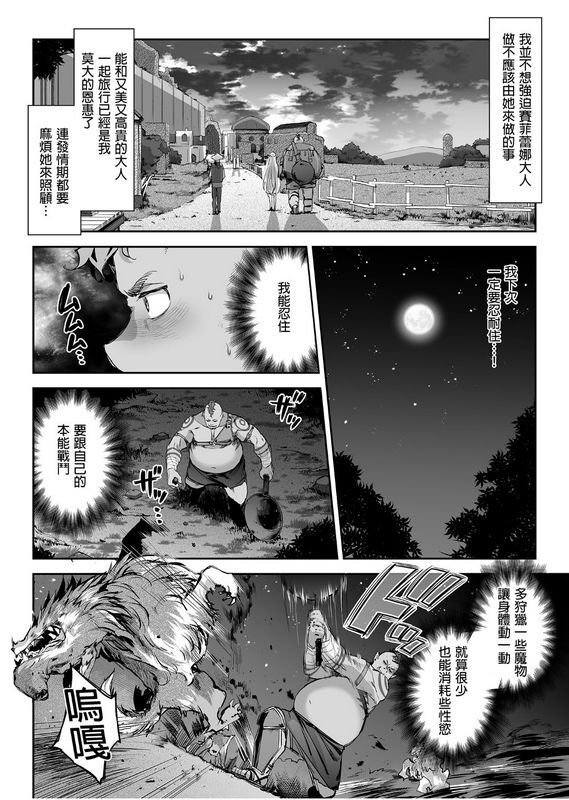 我並不想強迫賽菲蕾娜大人
做不應該由她來做的事
能和又美又高貴的大人
一起旅行已經是我
莫大的恩惠了
連發情期都要
麻煩她來照顧…
我下次
一定要忍耐住…!
我能忍住
ムムム
要跟自己的
本能戰鬥
ザッ
ザッ
多狩獵一些魔物
讓身體動一動
就算很少
也能消耗些性慾
ドドッ
嗚嘎